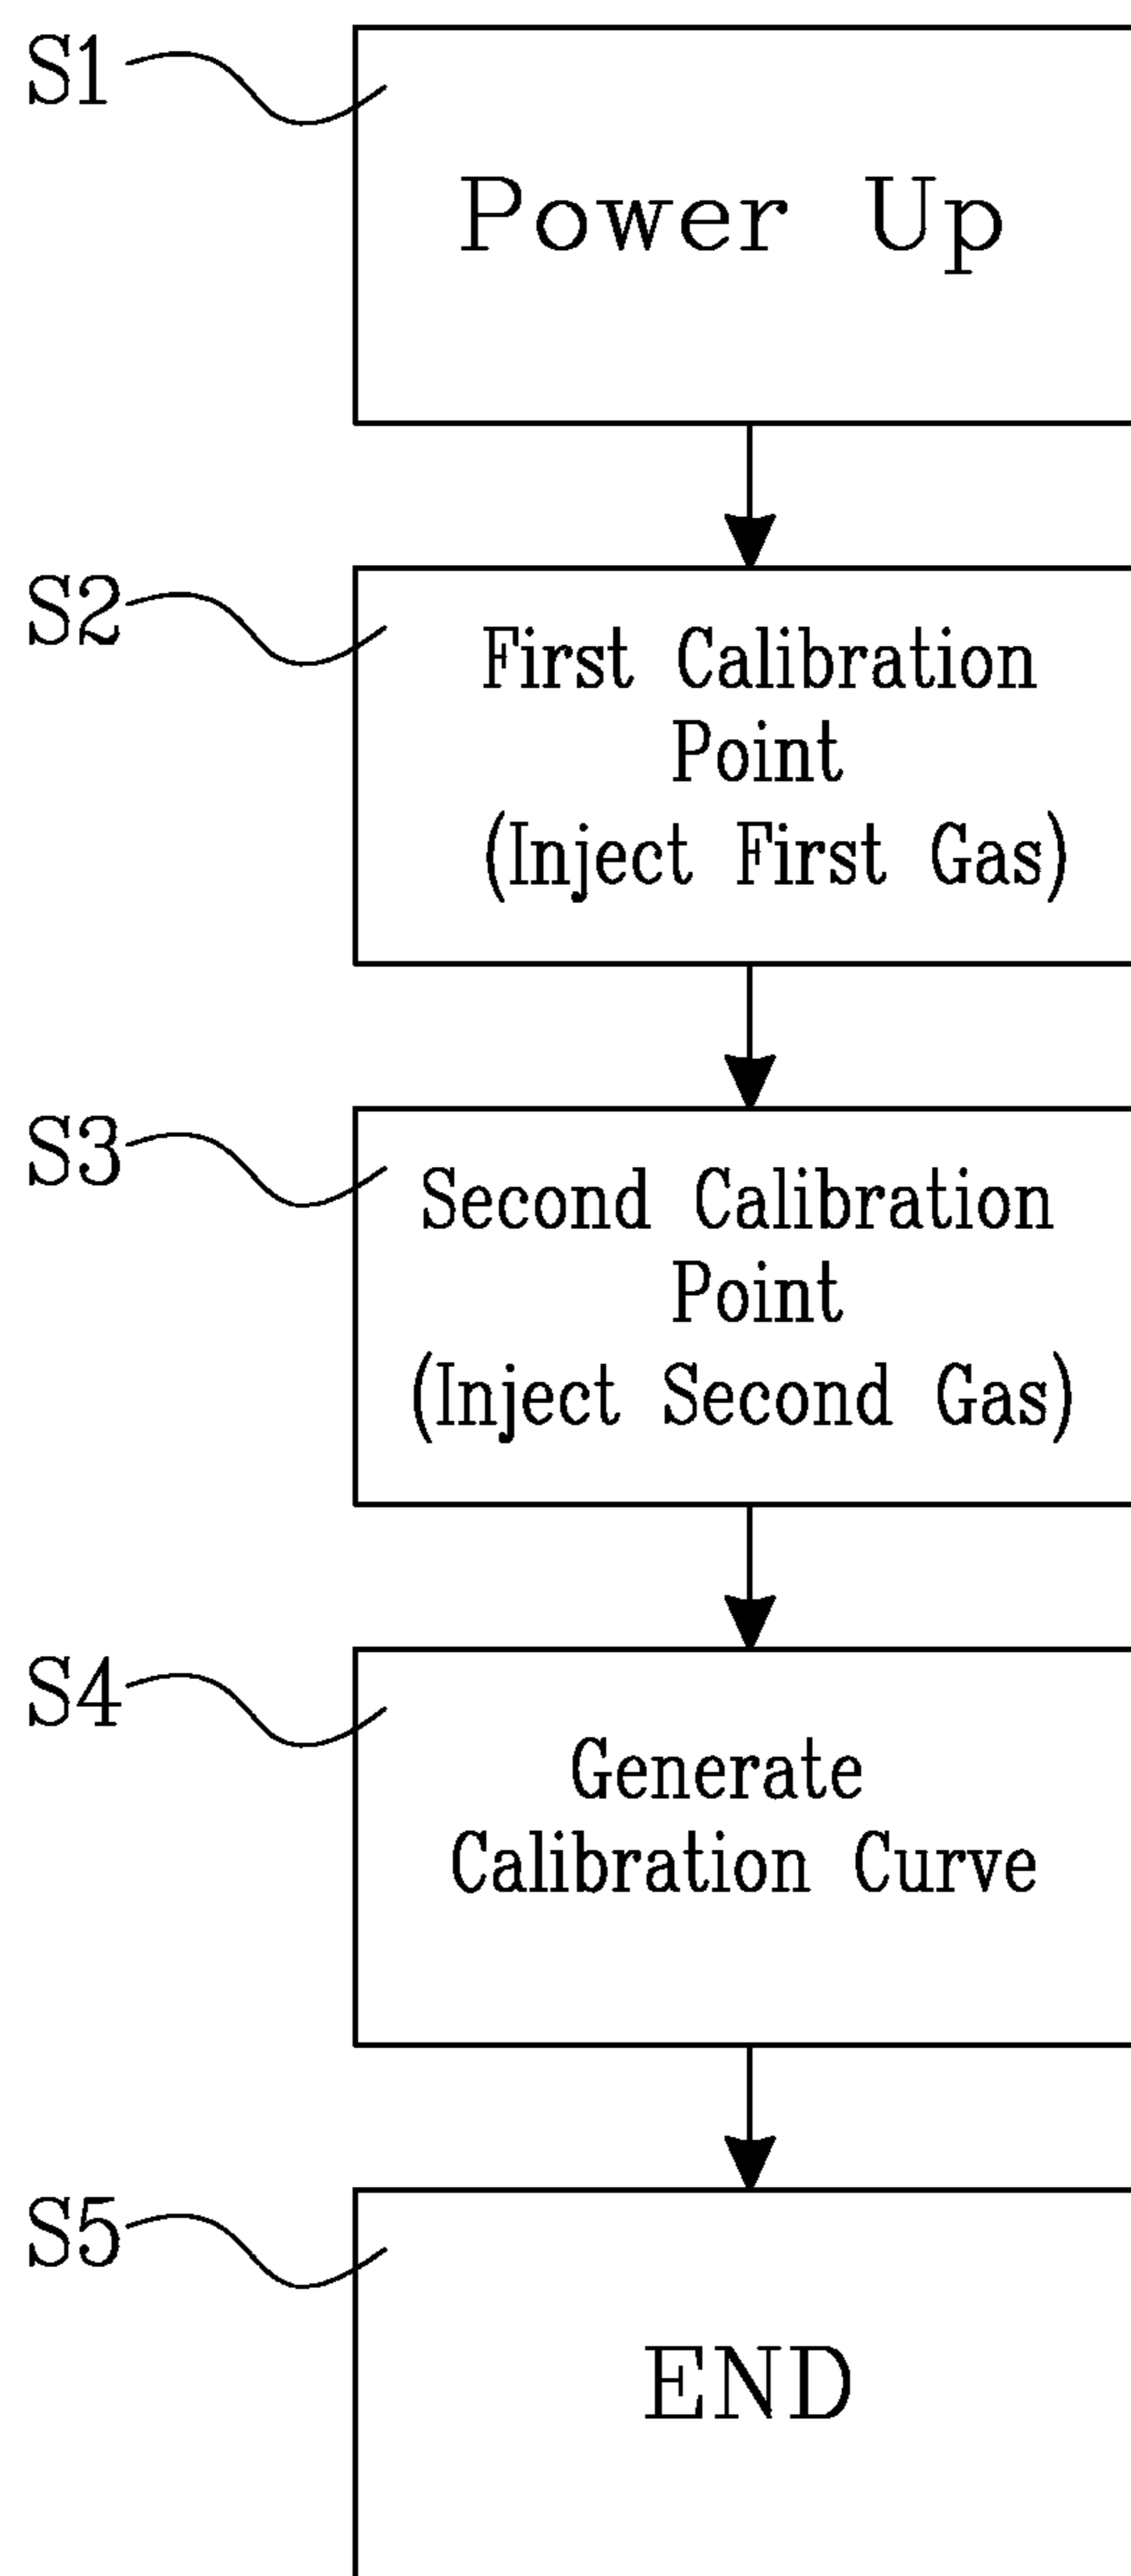 S1
Power Up
S2
First Calibration
Point
(Inject First Gas)
S3
Second Calibration
Point
(Inject Second Gas)
S4
Generate
Calibration Curve
S5
END